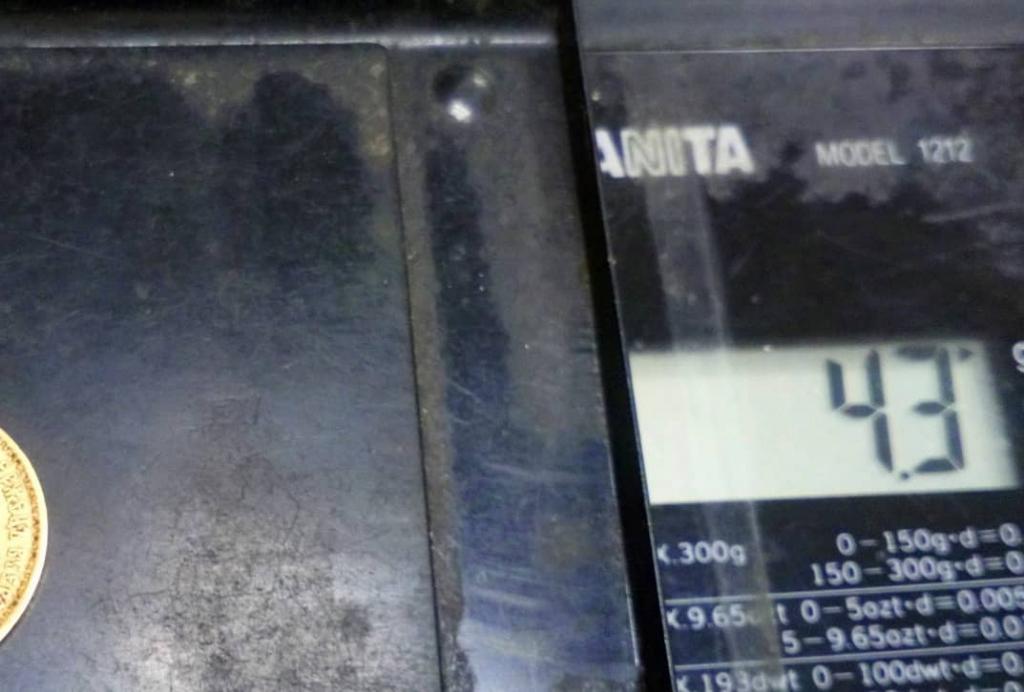 ANITA MODEL 1212
4.3
300g 0-150g·d=0.
150-300g·d=0
9.65 t 0-5ozt·d=0.005
5-9.65ozt·d=0.0
193dwt 0-100dwt·d=0.